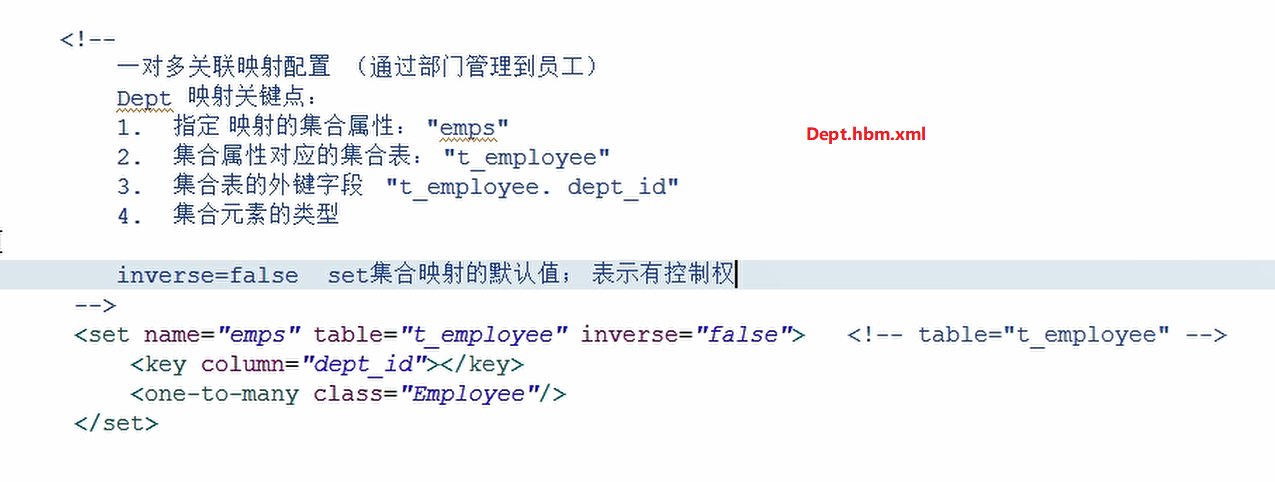 <!--
一对多关联映射配置 （通过部门管理到员工）
Dept 映射关键点：
1. 指定 映射的集合属性： "emps"
Dept.hbm.xml
2. 集合属性对应的集合表： "t_employee"
3. 集合表的外键字段 "t_employee. dept_id"
4. 集合元素的类型
inverse=false set集合映射的默认值； 表示有控制权
-->
<set name="emps" table="t_employee" inverse="false"> <!-- table="t_employee" -->
<key column="dept_id"></key>
<one-to-many class="Employee"/>
</set>